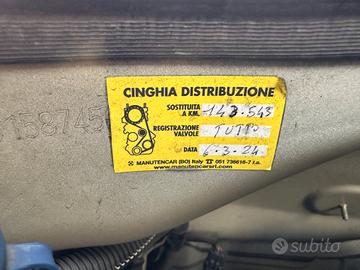 CINGHIA DISTRIBUZIONE
SOSTITUITA A KM. 143.543
REGISTRAZIONE VALVOLE TUTTO
DATA 6-3-24
MANUTENCAR (BO) Italy ☎ 051 736616-7 r.a.
www.manutencarsrl.com
58745
subito